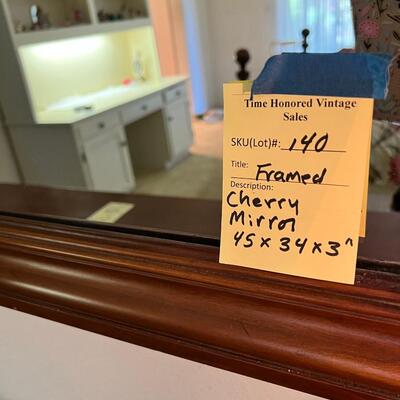 Time Honored Vintage
Sales
SKU(Lot)#: 140
Title: Framed
Description:
Cherry
Mirror
45 x 34 x 3"